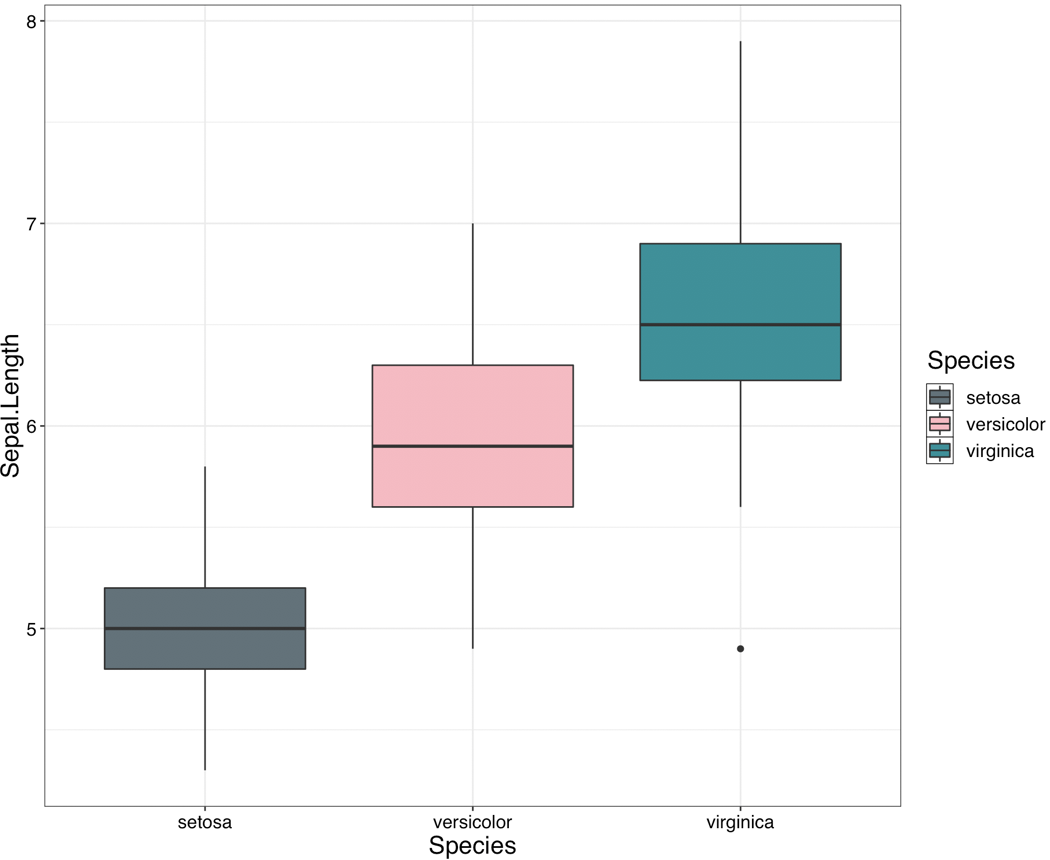 8
7
6
5
Sepal.Length
setosa
versicolor
virginica
Species
Species
setosa
versicolor
virginica